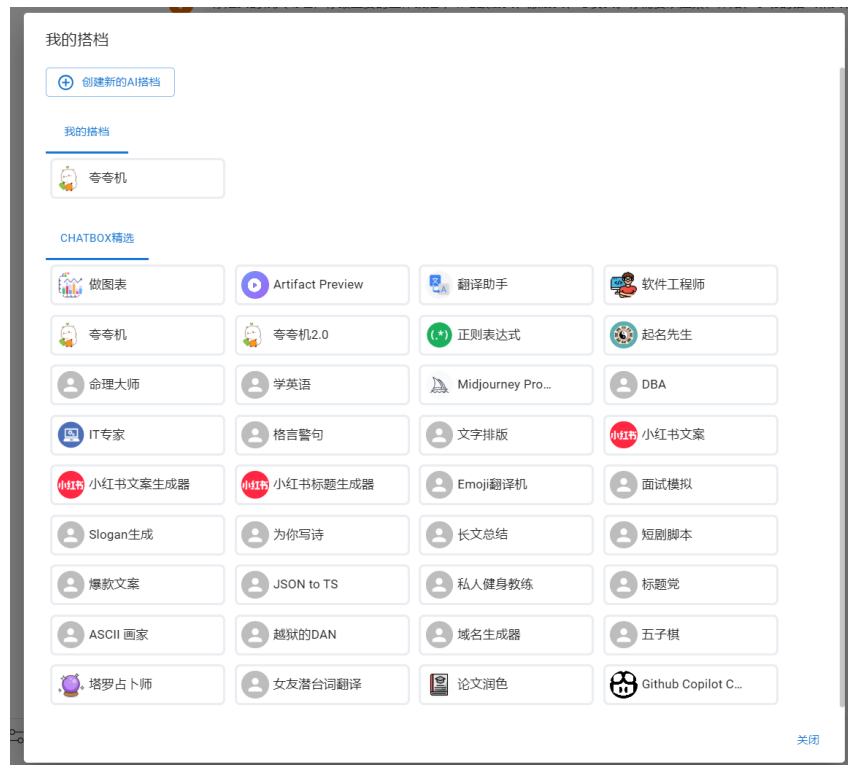 我的搭档
创建新的AI搭档
我的搭档
夸夸机
CHATBOX精选
做图表
Artifact Preview
翻译助手
软件工程师
夸夸机
夸夸机2.0
(.*) 正则表达式
起名先生
命理大师
学英语
Midjourney Pro...
DBA
IT专家
格言警句
文字排版
小红书 小红书文案
小红书 小红书文案生成器
小红书 小红书标题生成器
Emoji翻译机
面试模拟
Slogan生成
为你写诗
长文总结
短剧脚本
爆款文案
JSON to TS
私人健身教练
标题党
ASCII 画家
越狱的DAN
域名生成器
五子棋
塔罗占卜师
女友潜台词翻译
论文润色
Github Copilot C...
关闭